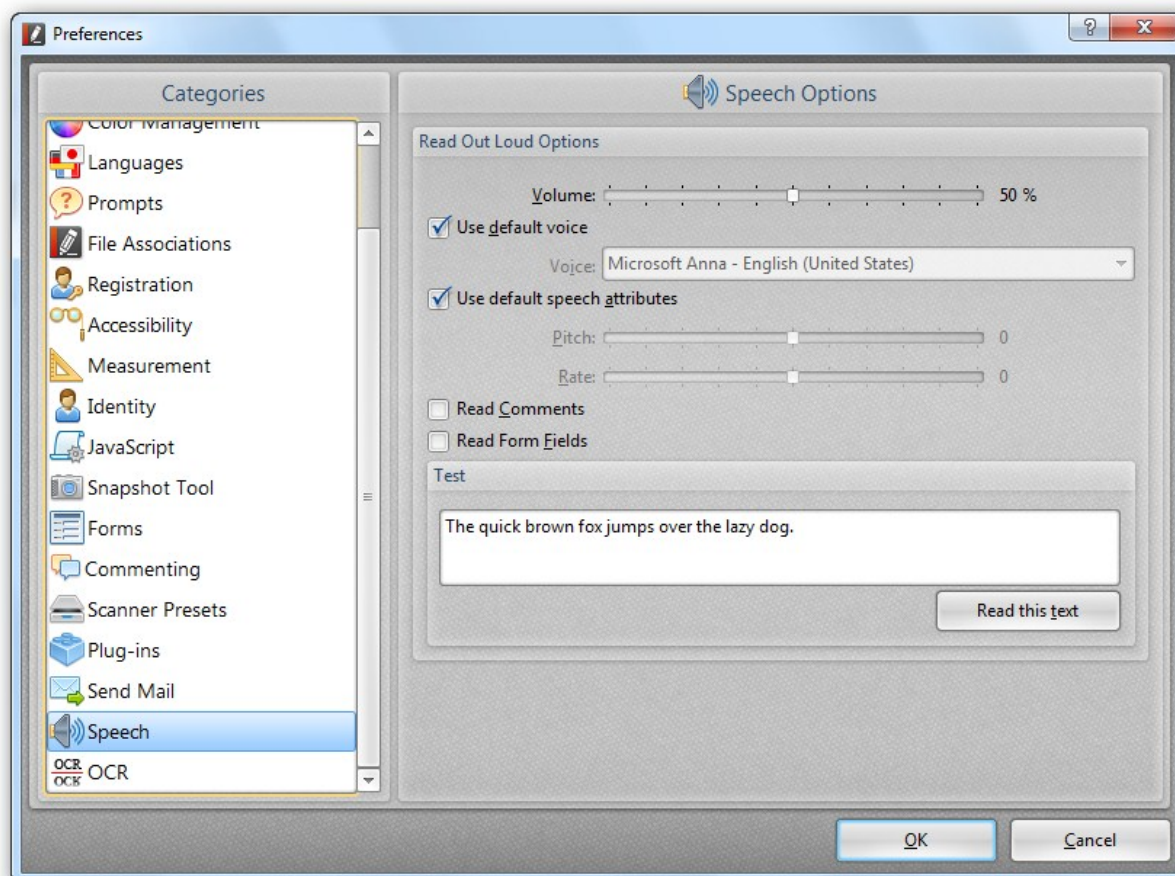 Preferences
Categories
Color Management
Languages
Prompts
File Associations
Registration
Accessibility
Measurement
Identity
JavaScript
Snapshot Tool
Forms
Commenting
Scanner Presets
Plug-ins
Send Mail
Speech
OCR OCR
Speech Options
Read Out Loud Options
Volume: 50 %
Use default voice
Voice: Microsoft Anna - English (United States)
Use default speech attributes
Pitch: 0
Rate: 0
Read Comments
Read Form Fields
Test
The quick brown fox jumps over the lazy dog.
Read this text
OK Cancel